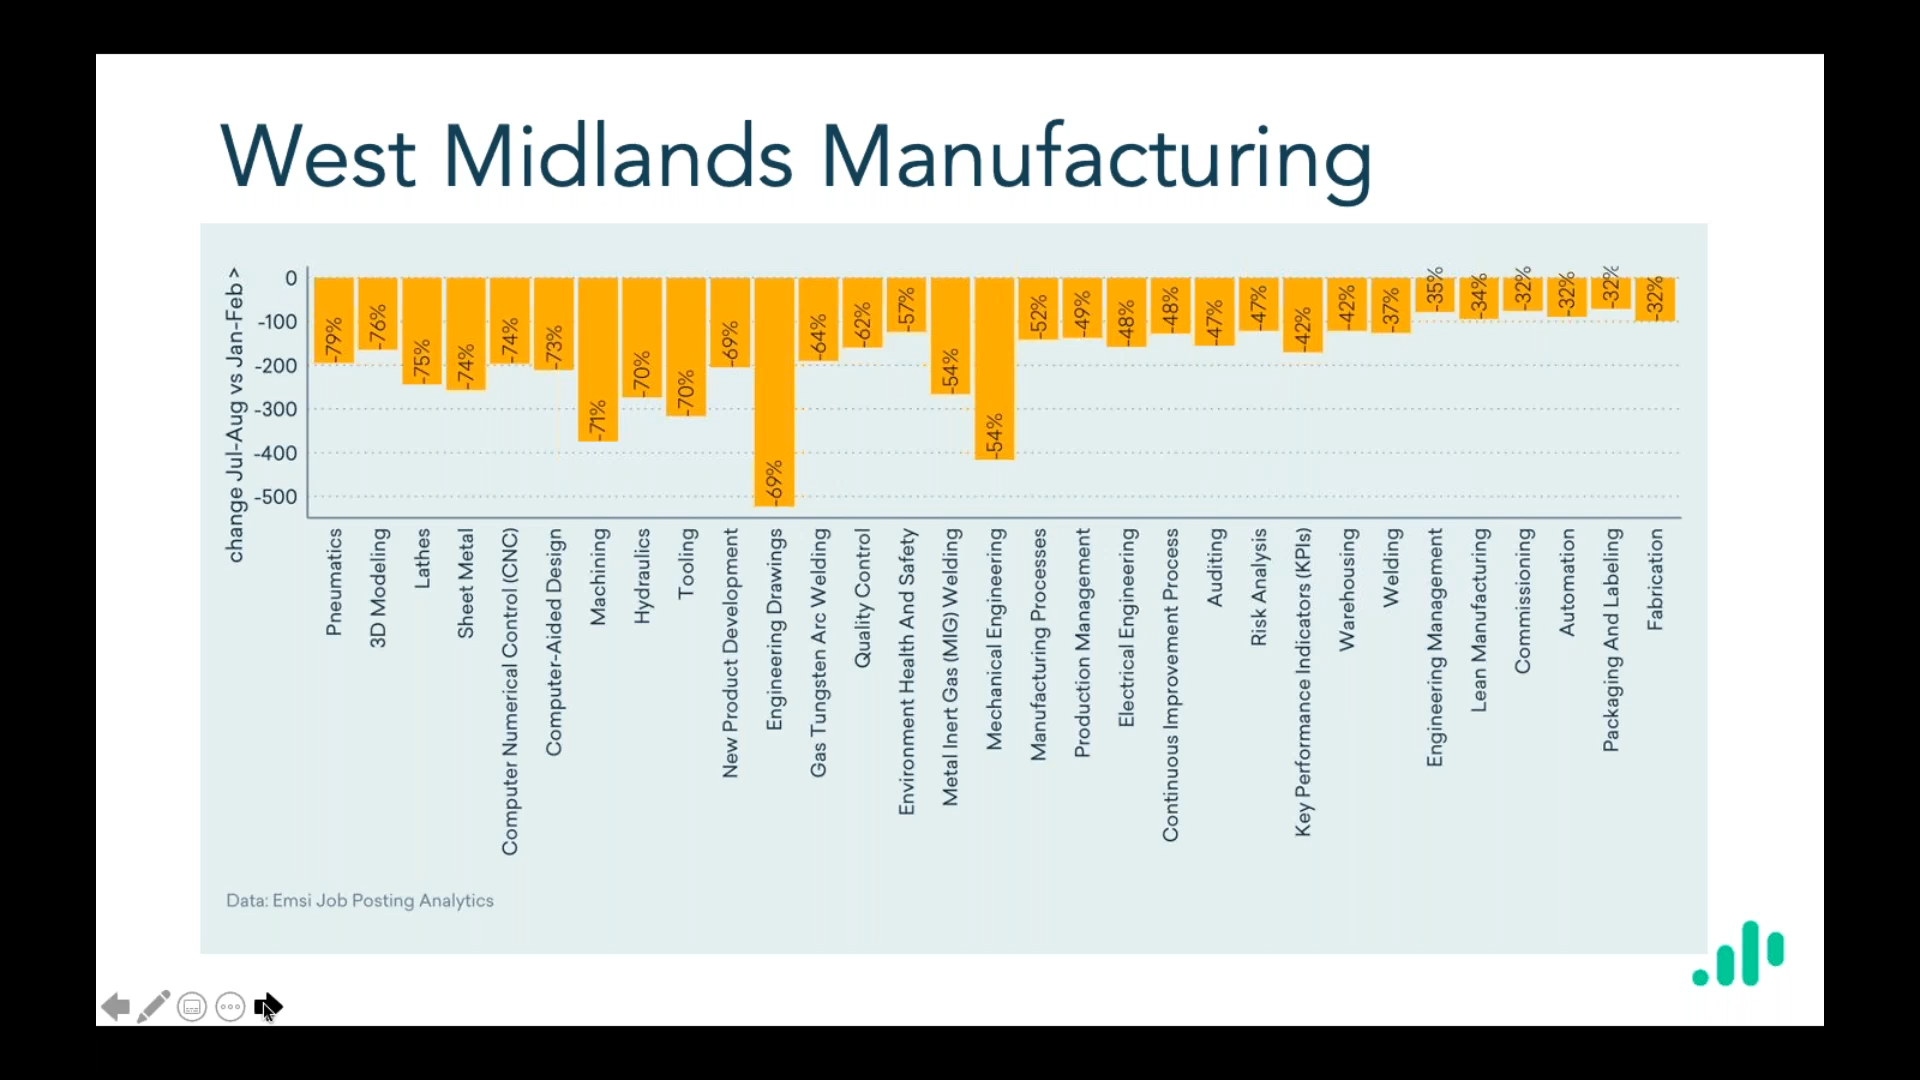 West Midlands Manufacturing
change Jul-Aug vs Jan-Feb >
0
-100
-200
-300
-400
-500
-79%
-76%
-75%
-74%
-74%
-73%
-71%
-70%
-70%
-69%
-69%
-64%
-62%
-57%
-54%
-54%
-52%
-49%
-48%
-48%
-47%
-47%
-42%
-42%
-37%
-35%
-34%
-32%
-32%
-32%
-32%
Pneumatics
3D Modeling
Lathes
Sheet Metal
Computer Numerical Control (CNC)
Computer-Aided Design
Machining
Hydraulics
Tooling
New Product Development
Engineering Drawings
Gas Tungsten Arc Welding
Quality Control
Environment Health And Safety
Metal Inert Gas (MIG) Welding
Mechanical Engineering
Manufacturing Processes
Production Management
Electrical Engineering
Continuous Improvement Process
Auditing
Risk Analysis
Key Performance Indicators (KPIs)
Warehousing
Welding
Engineering Management
Lean Manufacturing
Commissioning
Automation
Packaging And Labeling
Fabrication
Data: Emsi Job Posting Analytics